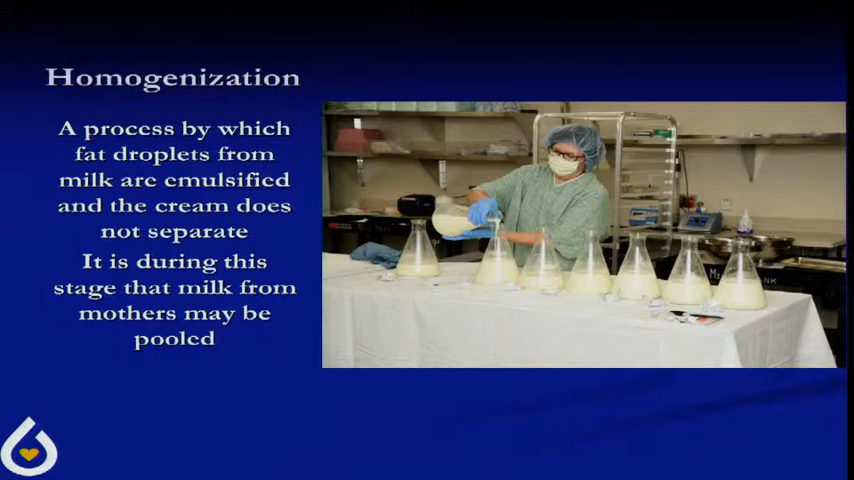 Homogenization
A process by which
fat droplets from
milk are emulsified
and the cream does
not separate
It is during this
stage that milk from
mothers may be
pooled